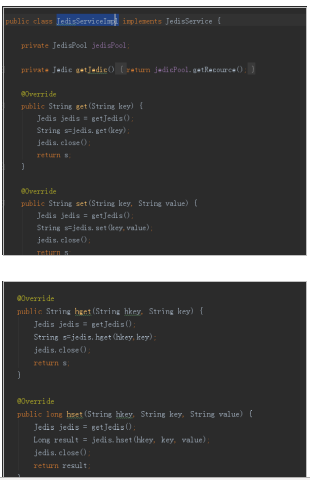 public class JedisServiceImpl implements JedisService {
private JedisPool jedisPool;
private Jedis getJedis() { return jedisPool.getResource(); }
@Override
public String get(String key) {
Jedis jedis = getJedis();
String s=jedis.get(key);
jedis.close();
return s;
}
@Override
public String set(String key, String value) {
Jedis jedis = getJedis();
String s=jedis.set(key,value);
jedis.close();
return s
@Override
public String hget(String hkey, String key) {
Jedis jedis = getJedis();
String s=jedis.hget(hkey,key);
jedis.close();
return s;
}
@Override
public long hset(String hkey, String key, String value) {
Jedis jedis = getJedis();
Long result = jedis.hset(hkey, key, value);
jedis.close();
return result;
}